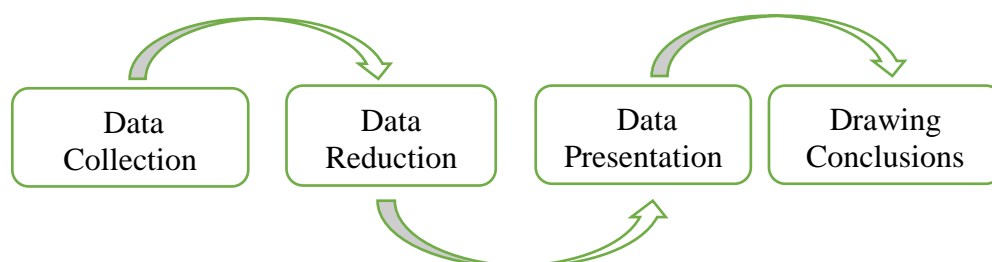 Data
Collection
Data
Reduction
Data
Presentation
Drawing
Conclusions